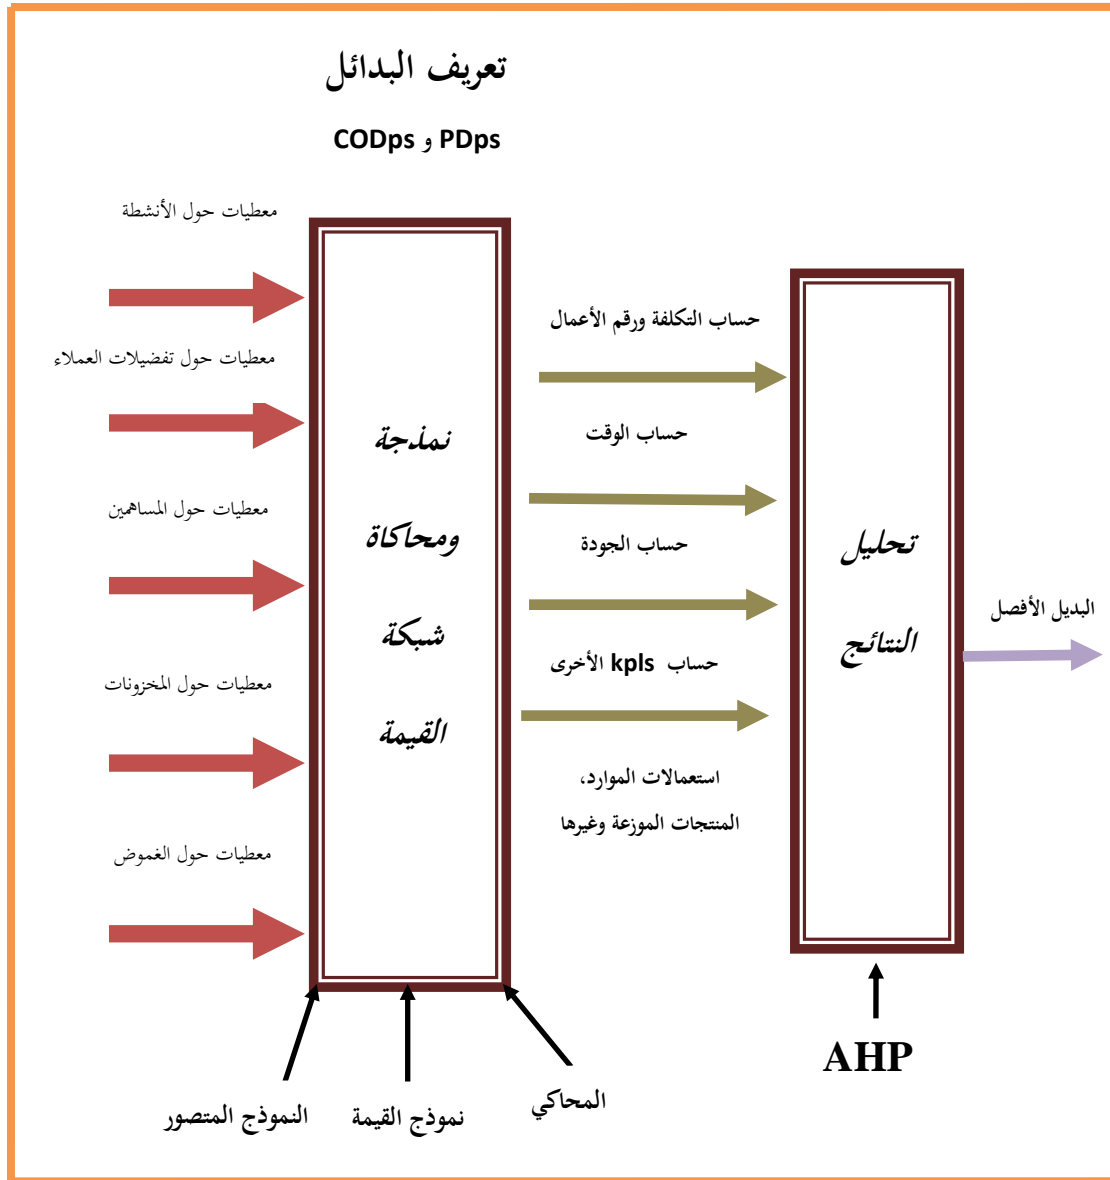 تعريف البدائل
CODps و PDps
معطيات حول الأنشطة
معطيات حول تفضيلات العملاء
معطيات حول المساهمين
معطيات حول المخزونات
معطيات حول الغموض
نمذجة
ومحاكاة
شبكة
القيمة
حساب التكلفة ورقم الأعمال
حساب الوقت
حساب الجودة
حساب kpls الأخرى
استعمالات الموارد،
المنتجات الموزعة وغيرها
تحليل
النتائج
البديل الأفصل
AHP
المحاكي
نموذج القيمة
النموذج المتصور